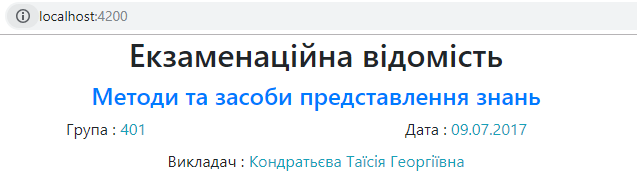 localhost:4200
Екзаменаційна відомість
Методи та засоби представлення знань
Група : 401 Дата : 09.07.2017
Викладач : Кондратьєва Таїсія Георгіївна